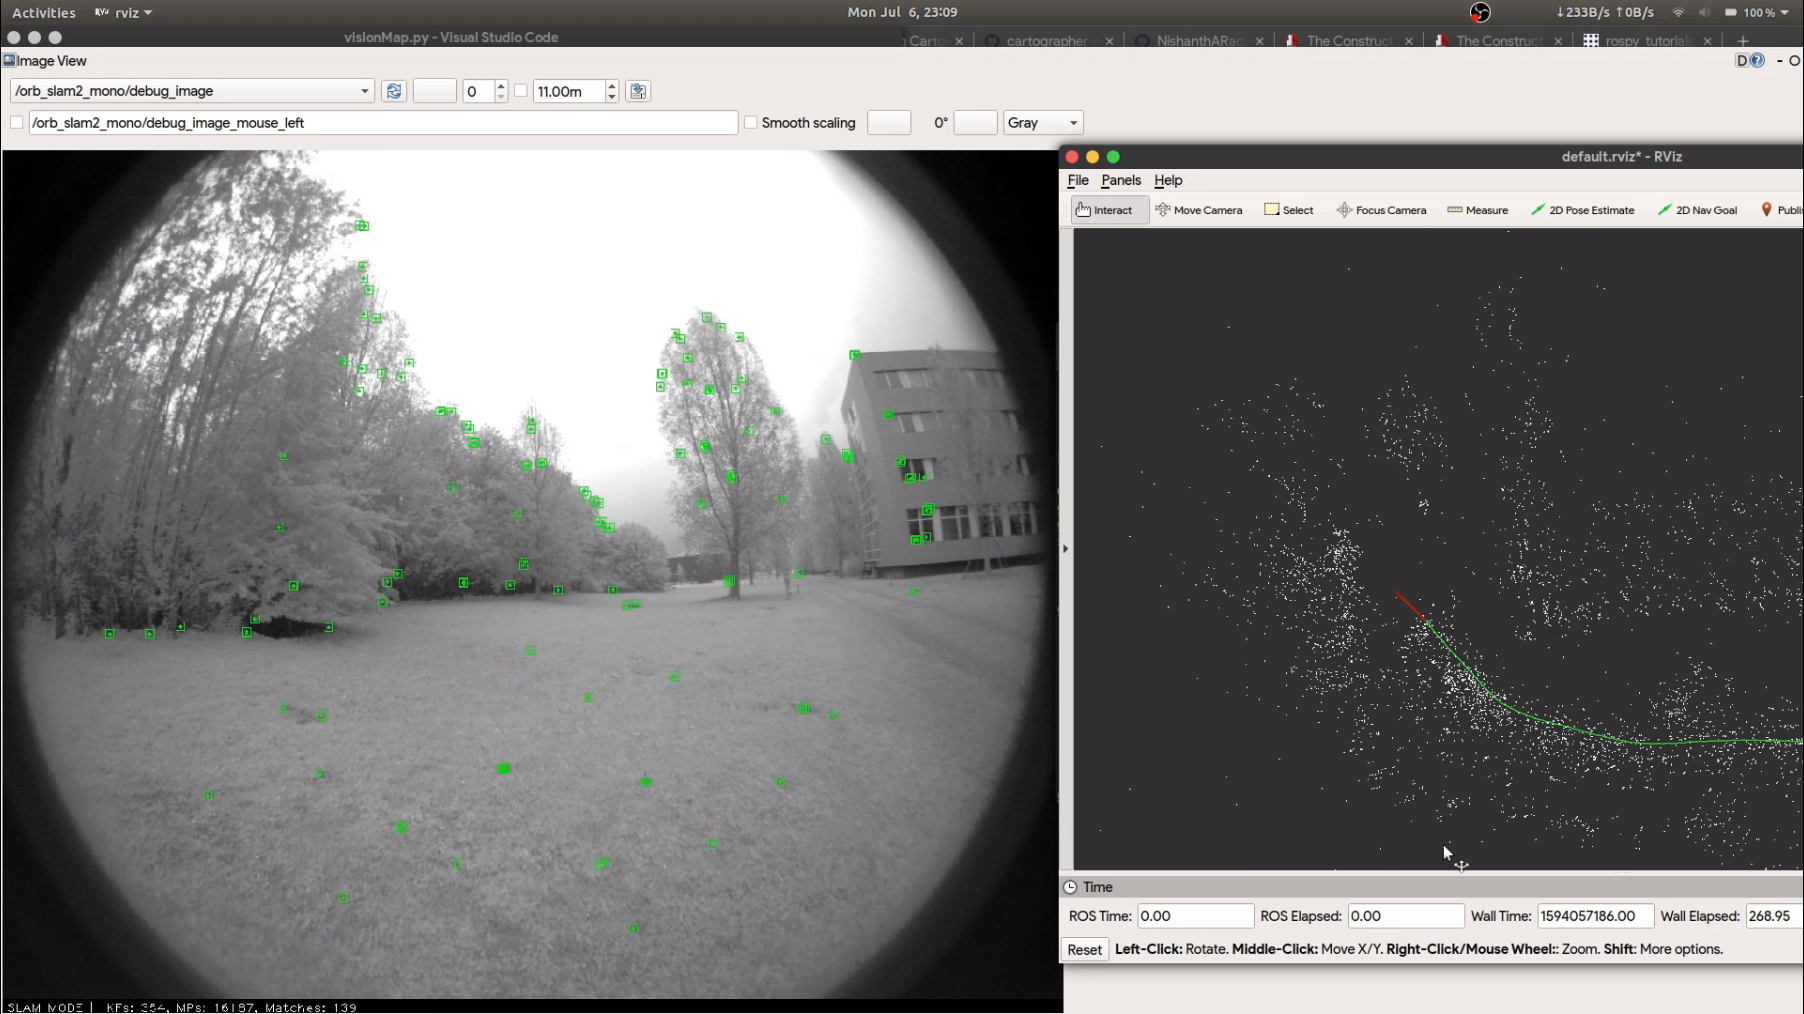 Activities rviz Mon Jul 6, 23:09 ↓233B/s ↑0B/s 100 %
visionMap.py - Visual Studio Code
g Carto cartographer NishanthARao The Construct The Construct rospy_tutorials
Image View
/orb_slam2_mono/debug_image 0 11.00m
/orb_slam2_mono/debug_image_mouse_left Smooth scaling 0° Gray
default.rviz* - RViz
File Panels Help
Interact Move Camera Select Focus Camera Measure 2D Pose Estimate 2D Nav Goal Publis
Time
ROS Time: 0.00 ROS Elapsed: 0.00 Wall Time: 1594057186.00 Wall Elapsed: 268.95
Reset Left-Click: Rotate. Middle-Click: Move X/Y. Right-Click/Mouse Wheel:: Zoom. Shift: More options.
SLAM MODE | KFs: 354, MPs: 16187, Matches: 139